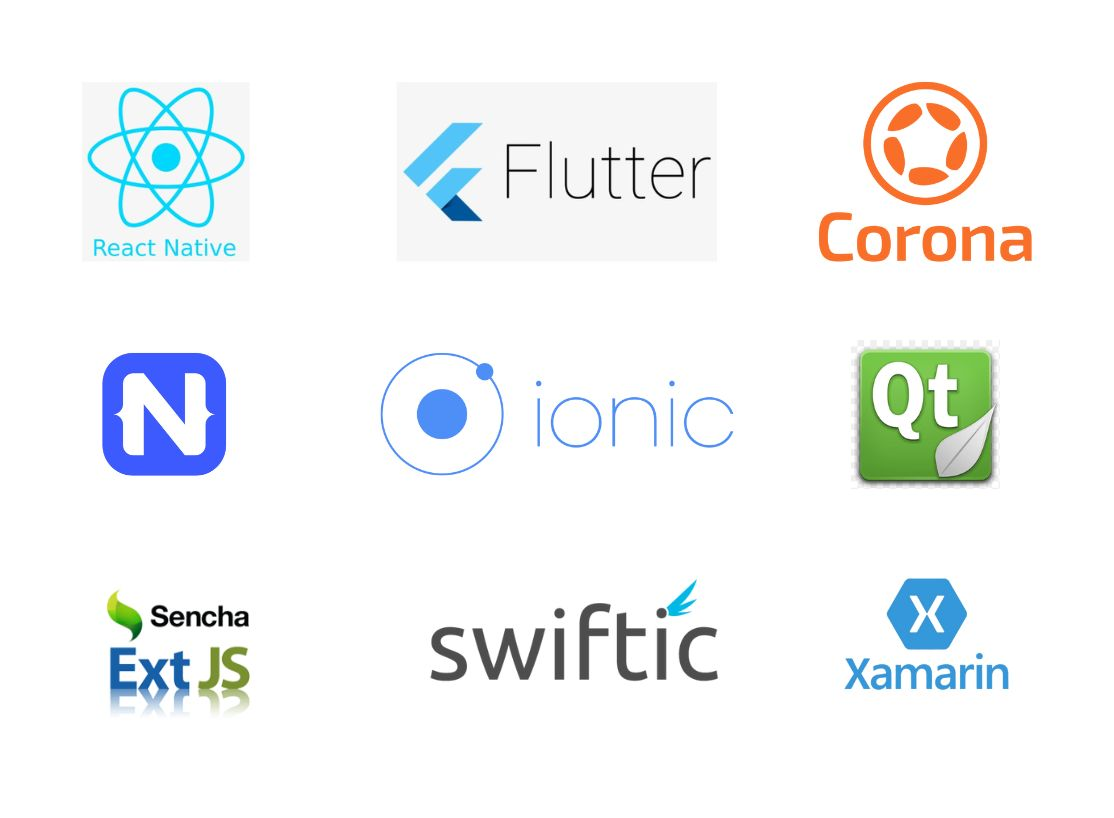 React Native
Flutter
Corona
N
ionic
Qt
Sencha
Ext JS
swiftic
X
Xamarin